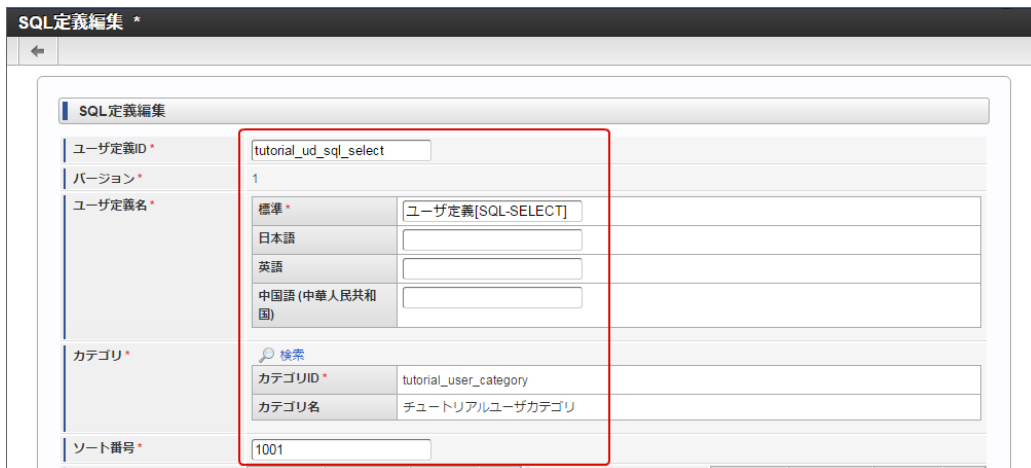 SQL定義編集 *
SQL定義編集
ユーザ定義ID *
tutorial_ud_sql_select
バージョン *
1
ユーザ定義名 *
標準 *
ユーザ定義[SQL-SELECT]
日本語
英語
中国語 (中華人民共和
国)
カテゴリ *
検索
カテゴリID *
tutorial_user_category
カテゴリ名
チュートリアルユーザカテゴリ
ソート番号 *
1001